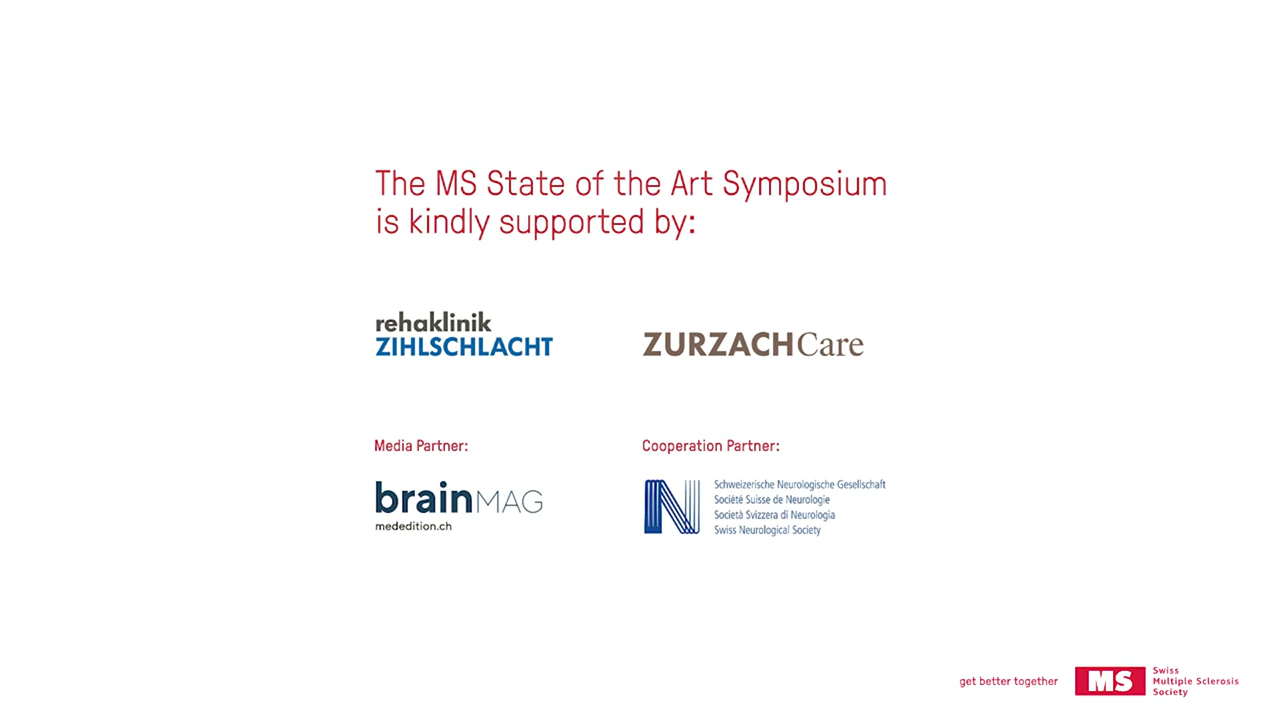 The MS State of the Art Symposium
is kindly supported by:
rehaklinik
ZIHLSCHLACHT
ZURZACHCare
Media Partner:
brainMAG
mededition.ch
Cooperation Partner:
N
Schweizerische Neurologische Gesellschaft
Société Suisse de Neurologie
Società Svizzera di Neurologia
Swiss Neurological Society
get better together
MS
Swiss
Multiple Sclerosis
Society